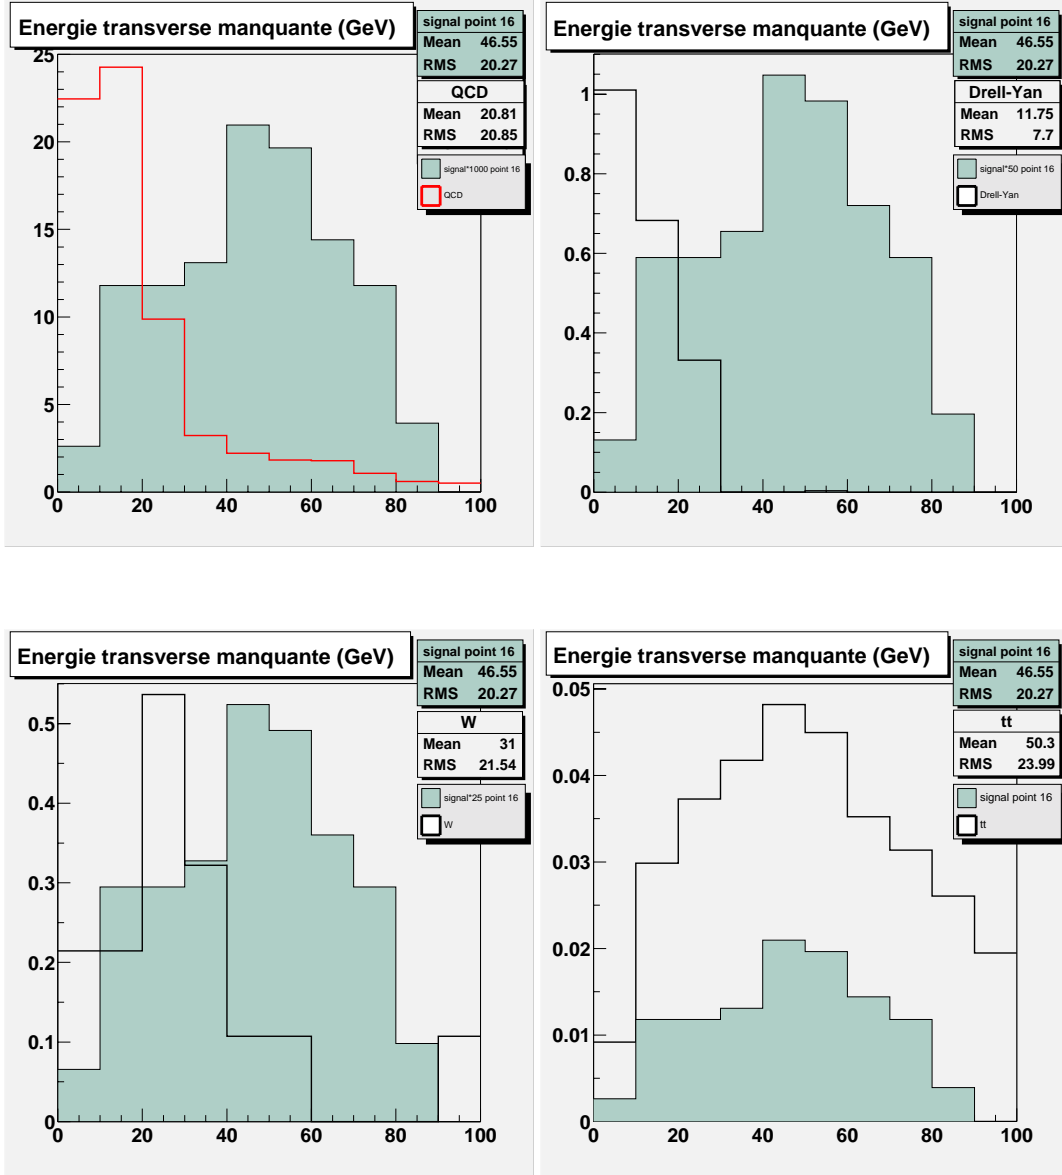 Energie transverse manquante (GeV)
signal point 16
Mean 46.55
RMS 20.27
QCD
Mean 20.81
RMS 20.85
signal*1000 point 16
QCD
25
20
15
10
5
0
0 20 40 60 80 100
Energie transverse manquante (GeV)
signal point 16
Mean 46.55
RMS 20.27
Drell-Yan
Mean 11.75
RMS 7.7
signal*50 point 16
Drell-Yan
1
0.8
0.6
0.4
0.2
0
0 20 40 60 80 100
Energie transverse manquante (GeV)
signal point 16
Mean 46.55
RMS 20.27
W
Mean 31
RMS 21.54
signal*25 point 16
W
0.5
0.4
0.3
0.2
0.1
0
0 20 40 60 80 100
Energie transverse manquante (GeV)
signal point 16
Mean 46.55
RMS 20.27
tt
Mean 50.3
RMS 23.99
signal point 16
tt
0.05
0.04
0.03
0.02
0.01
0
0 20 40 60 80 100